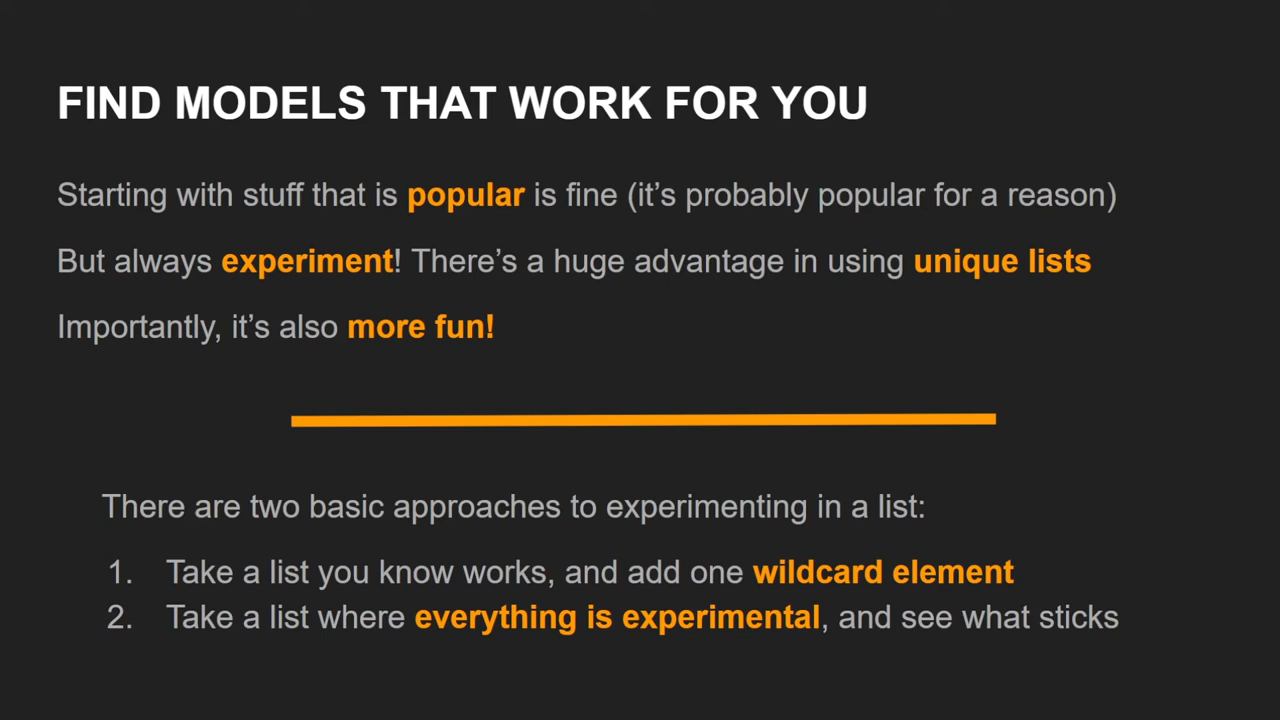 FIND MODELS THAT WORK FOR YOU
Starting with stuff that is popular is fine (it’s probably popular for a reason)
But always experiment! There’s a huge advantage in using unique lists
Importantly, it’s also more fun!
There are two basic approaches to experimenting in a list:
1. Take a list you know works, and add one wildcard element
2. Take a list where everything is experimental, and see what sticks